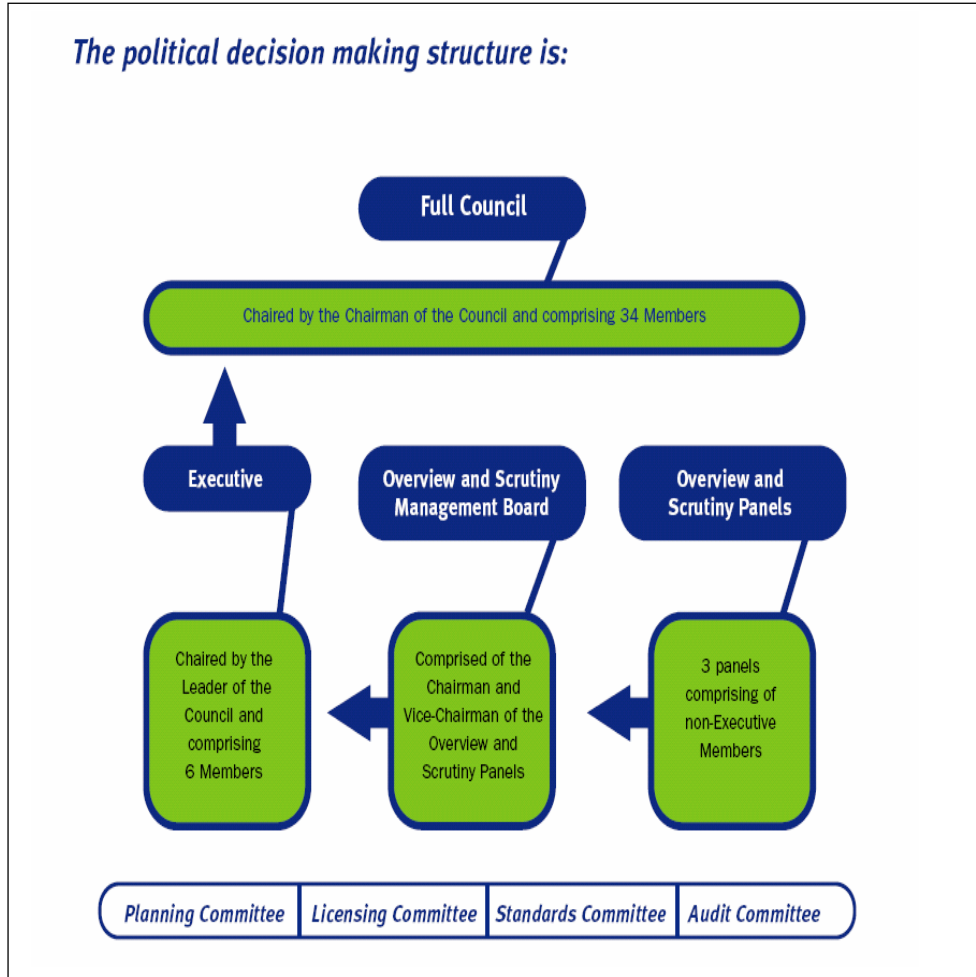 The political decision making structure is:
Full Council
Chaired by the Chairman of the Council and comprising 34 Members
Executive
Chaired by the
Leader of the
Council and
comprising
6 Members
Overview and Scrutiny
Management Board
Comprised of the
Chairman and
Vice-Chairman of the
Overview and
Scrutiny Panels
Overview and
Scrutiny Panels
3 panels
comprising of
non-Executive
Members
Planning Committee
Licensing Committee
Standards Committee
Audit Committee